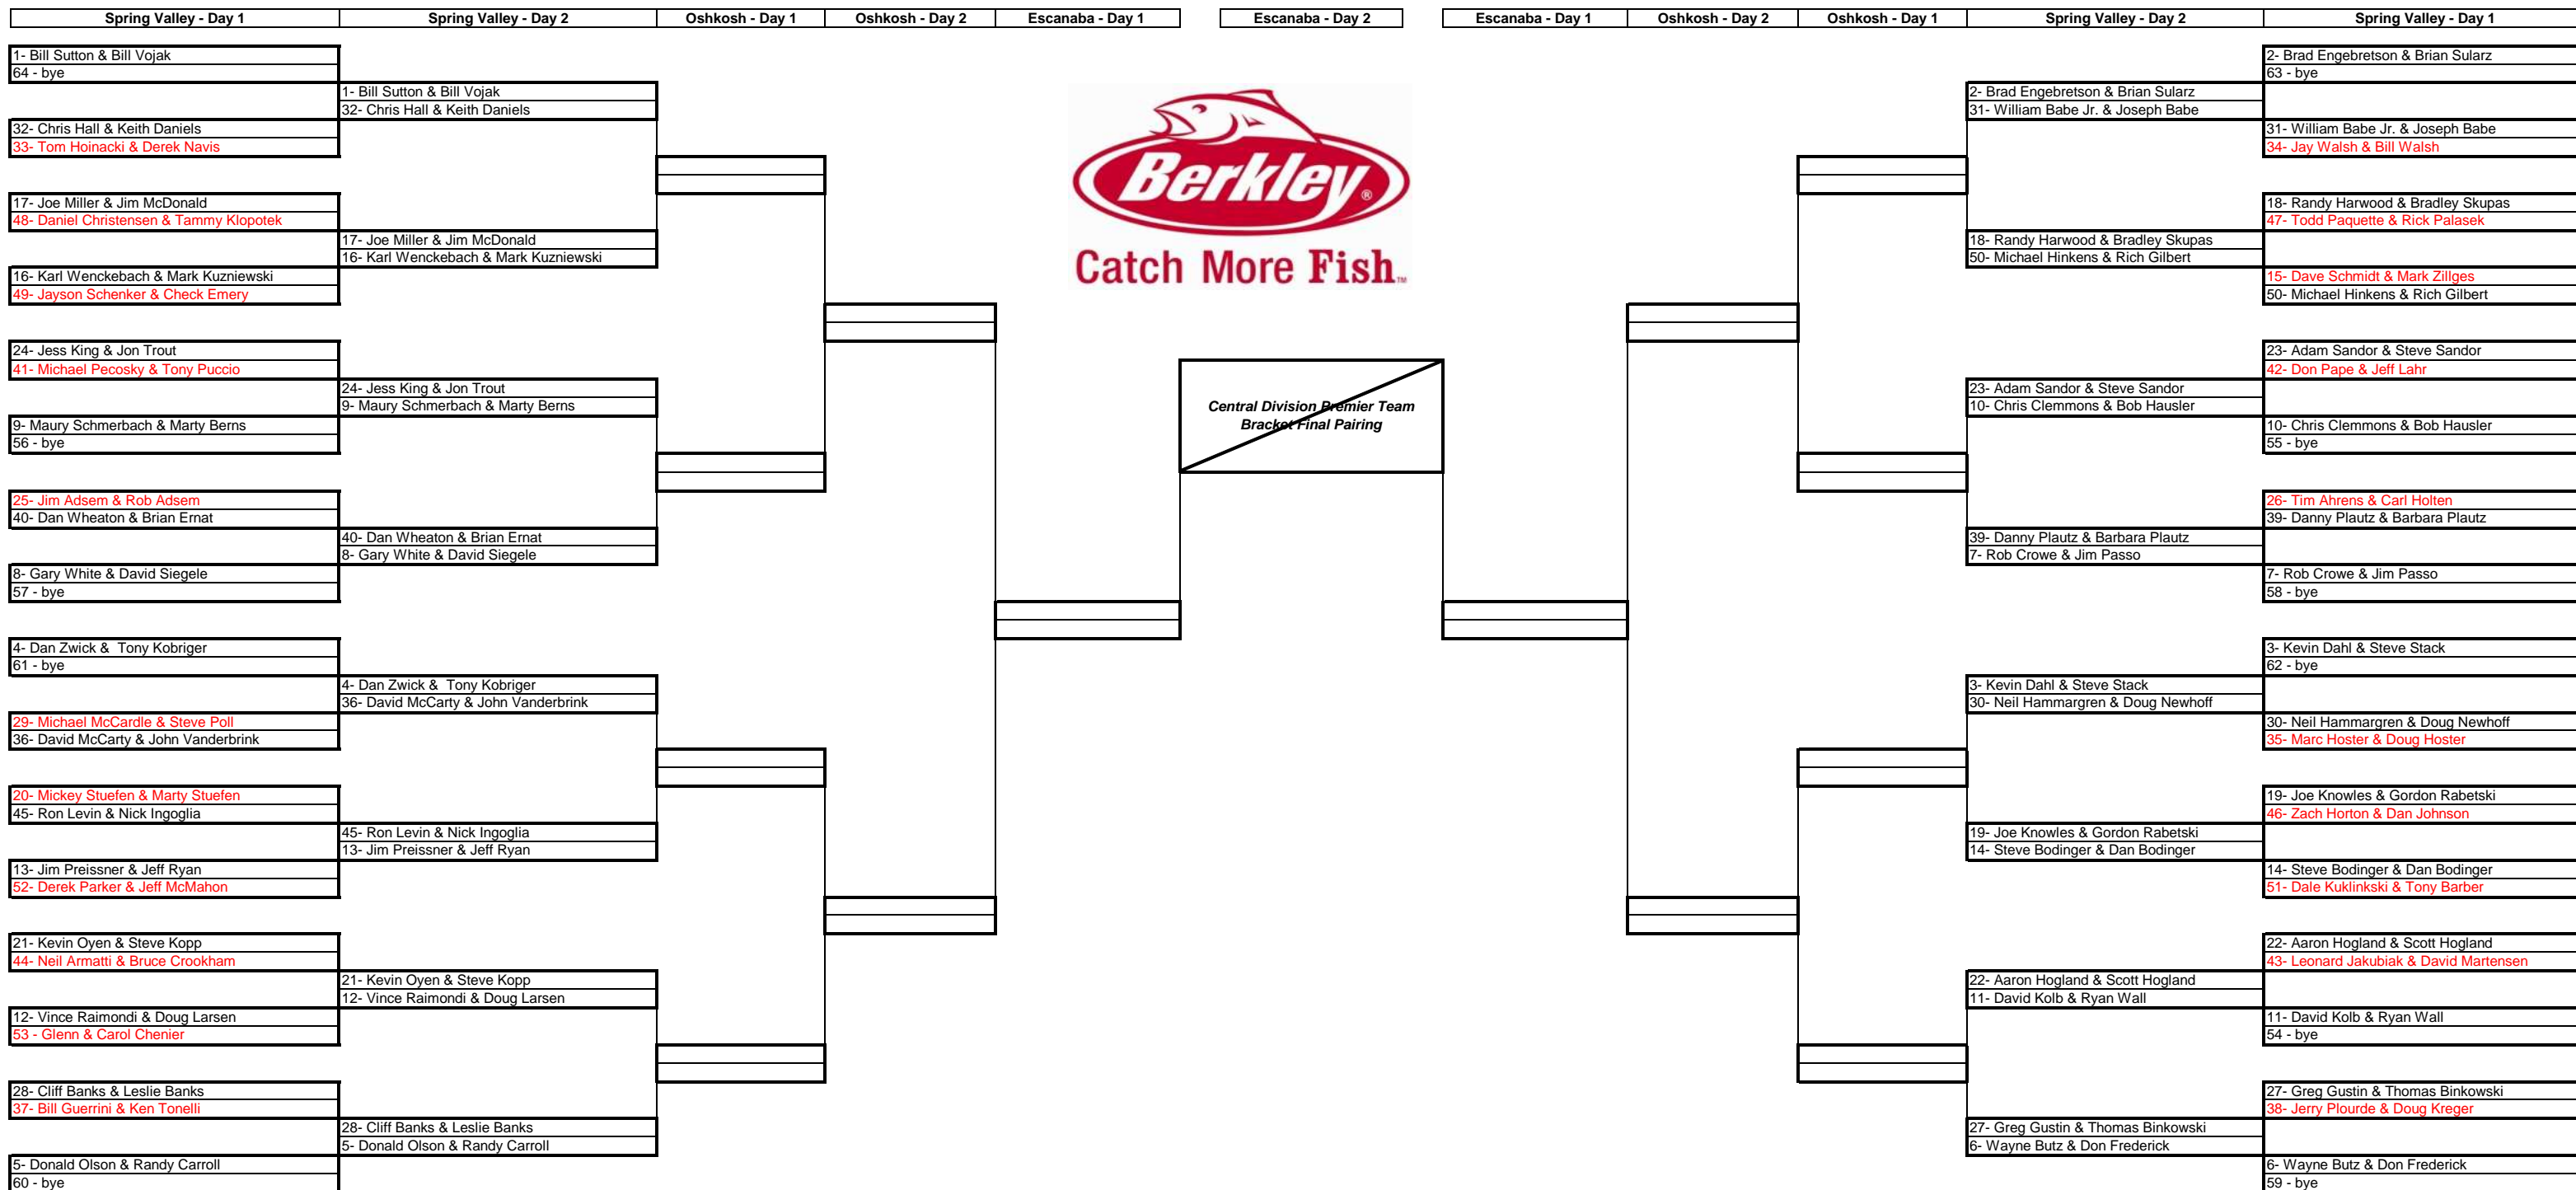 Spring Valley - Day 1
Spring Valley - Day 2
Oshkosh - Day 1
Oshkosh - Day 2
Escanaba - Day 1
Escanaba - Day 2
Escanaba - Day 1
Oshkosh - Day 2
Oshkosh - Day 1
Spring Valley - Day 2
Spring Valley - Day 1
1- Bill Sutton & Bill Vojak
64 - bye
32- Chris Hall & Keith Daniels
33- Tom Hoinacki & Derek Navis
17- Joe Miller & Jim McDonald
48- Daniel Christensen & Tammy Klopotek
16- Karl Wenckebach & Mark Kuzniewski
49- Jayson Schenker & Check Emery
24- Jess King & Jon Trout
41- Michael Pecosky & Tony Puccio
9- Maury Schmerbach & Marty Berns
56 - bye
25- Jim Adsem & Rob Adsem
40- Dan Wheaton & Brian Ernat
8- Gary White & David Siegele
57 - bye
4- Dan Zwick &  Tony Kobriger
61 - bye
29- Michael McCardle & Steve Poll
36- David McCarty & John Vanderbrink
20- Mickey Stuefen & Marty Stuefen
45- Ron Levin & Nick Ingoglia
13- Jim Preissner & Jeff Ryan
52- Derek Parker & Jeff McMahon
21- Kevin Oyen & Steve Kopp
44- Neil Armatti & Bruce Crookham
12- Vince Raimondi & Doug Larsen
53 - Glenn & Carol Chenier
28- Cliff Banks & Leslie Banks
37- Bill Guerrini & Ken Tonelli
5- Donald Olson & Randy Carroll
60 - bye
1- Bill Sutton & Bill Vojak
32- Chris Hall & Keith Daniels
17- Joe Miller & Jim McDonald
16- Karl Wenckebach & Mark Kuzniewski
24- Jess King & Jon Trout
9- Maury Schmerbach & Marty Berns
40- Dan Wheaton & Brian Ernat
8- Gary White & David Siegele
4- Dan Zwick &  Tony Kobriger
36- David McCarty & John Vanderbrink
45- Ron Levin & Nick Ingoglia
13- Jim Preissner & Jeff Ryan
21- Kevin Oyen & Steve Kopp
12- Vince Raimondi & Doug Larsen
28- Cliff Banks & Leslie Banks
5- Donald Olson & Randy Carroll
Berkley®
Catch More Fish™
Central Division Premier Team
Bracket Final Pairing
2- Brad Engebretson & Brian Sularz
31- William Babe Jr. & Joseph Babe
18- Randy Harwood & Bradley Skupas
50- Michael Hinkens & Rich Gilbert
23- Adam Sandor & Steve Sandor
10- Chris Clemmons & Bob Hausler
39- Danny Plautz & Barbara Plautz
7- Rob Crowe & Jim Passo
3- Kevin Dahl & Steve Stack
30- Neil Hammargren & Doug Newhoff
19- Joe Knowles & Gordon Rabetski
14- Steve Bodinger & Dan Bodinger
22- Aaron Hogland & Scott Hogland
11- David Kolb & Ryan Wall
27- Greg Gustin & Thomas Binkowski
6- Wayne Butz & Don Frederick
2- Brad Engebretson & Brian Sularz
63 - bye
31- William Babe Jr. & Joseph Babe
34- Jay Walsh & Bill Walsh
18- Randy Harwood & Bradley Skupas
47- Todd Paquette & Rick Palasek
15- Dave Schmidt & Mark Zillges
50- Michael Hinkens & Rich Gilbert
23- Adam Sandor & Steve Sandor
42- Don Pape & Jeff Lahr
10- Chris Clemmons & Bob Hausler
55 - bye
26- Tim Ahrens & Carl Holten
39- Danny Plautz & Barbara Plautz
7- Rob Crowe & Jim Passo
58 - bye
3- Kevin Dahl & Steve Stack
62 - bye
30- Neil Hammargren & Doug Newhoff
35- Marc Hoster & Doug Hoster
19- Joe Knowles & Gordon Rabetski
46- Zach Horton & Dan Johnson
14- Steve Bodinger & Dan Bodinger
51- Dale Kuklinkski & Tony Barber
22- Aaron Hogland & Scott Hogland
43- Leonard Jakubiak & David Martensen
11- David Kolb & Ryan Wall
54 - bye
27- Greg Gustin & Thomas Binkowski
38- Jerry Plourde & Doug Kreger
6- Wayne Butz & Don Frederick
59 - bye